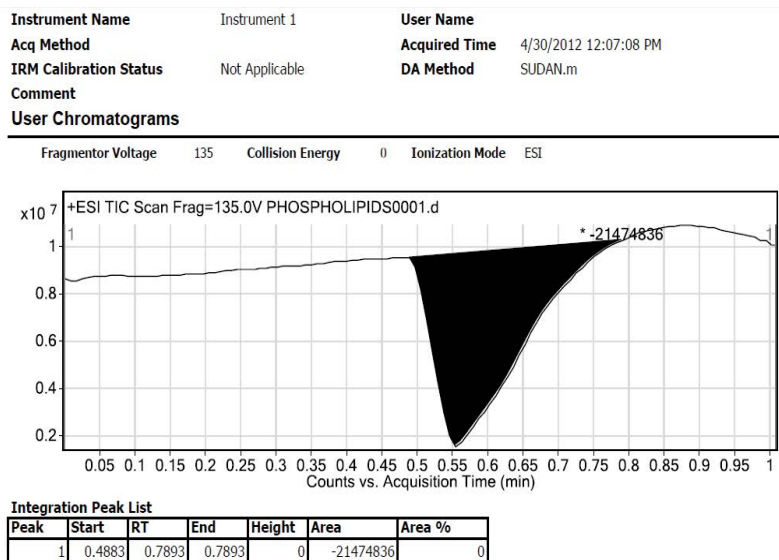 Instrument Name Instrument 1 User Name
Acq Method Acquired Time 4/30/2012 12:07:08 PM
IRM Calibration Status Not Applicable DA Method SUDAN.m
Comment
User Chromatograms
Fragmentor Voltage 135 Collision Energy 0 Ionization Mode ESI
x10 7 +ESI TIC Scan Frag=135.0V PHOSPHOLIPIDS0001.d
1 * -21474836 1
1
0.8
0.6
0.4
0.2
0.05 0.1 0.15 0.2 0.25 0.3 0.35 0.4 0.45 0.5 0.55 0.6 0.65 0.7 0.75 0.8 0.85 0.9 0.95 1
Counts vs. Acquisition Time (min)
Integration Peak List
Peak Start RT End Height Area Area %
1 0.4883 0.7893 0.7893 0 -21474836 0